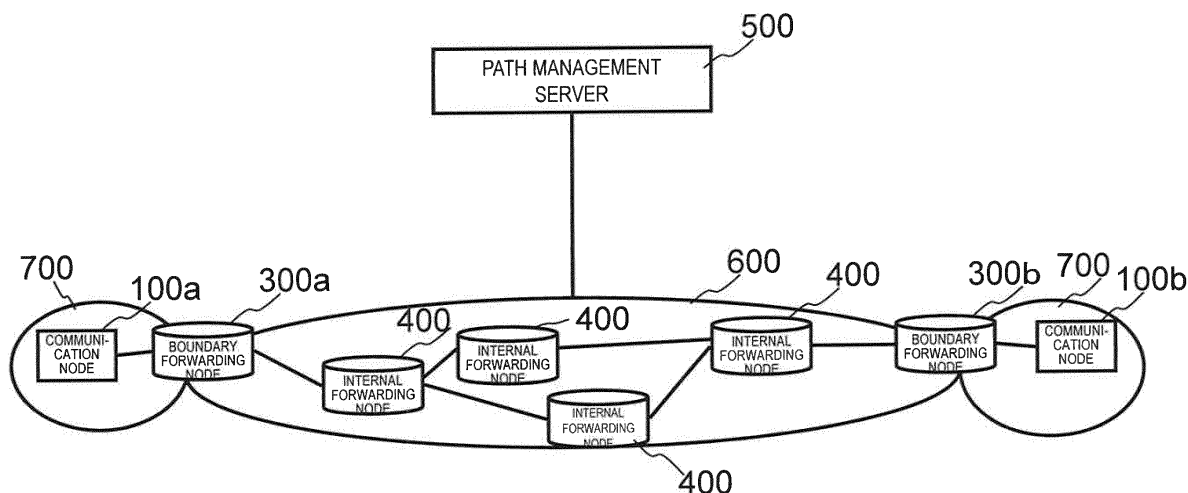 500
PATH MANAGEMENT
SERVER
700
100a
300a
600
400
300b
700
100b
400
400
COMMUNI-
CATION
NODE
BOUNDARY
FORWARDING
NODE
INTERNAL
FORWARDING
NODE
INTERNAL
FORWARDING
NODE
INTERNAL
FORWARDING
NODE
BOUNDARY
FORWARDING
NODE
COMMUNI-
CATION
NODE
INTERNAL
FORWARDING
NODE
400